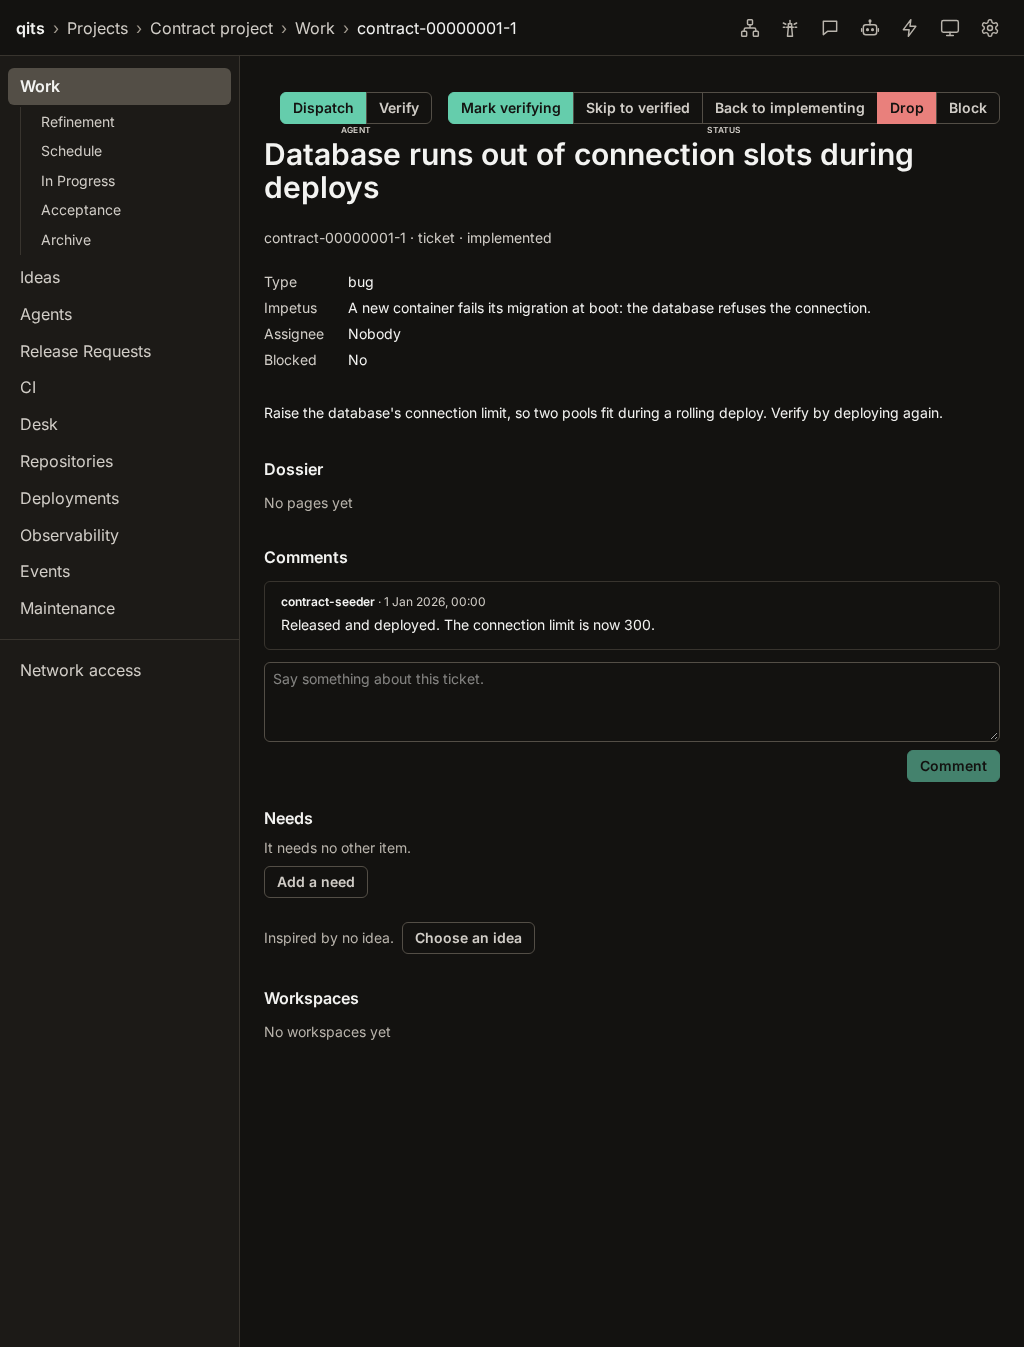 qits › Projects › Contract project › Work › contract-00000001-1
Work
Refinement
Schedule
In Progress
Acceptance
Archive
Ideas
Agents
Release Requests
CI
Desk
Repositories
Deployments
Observability
Events
Maintenance
Network access
Dispatch Verify
AGENT
Mark verifying Skip to verified Back to implementing Drop Block
STATUS
Database runs out of connection slots during
deploys
contract-00000001-1 · ticket · implemented
Type bug
Impetus A new container fails its migration at boot: the database refuses the connection.
Assignee Nobody
Blocked No
Raise the database's connection limit, so two pools fit during a rolling deploy. Verify by deploying again.
Dossier
No pages yet
Comments
contract-seeder · 1 Jan 2026, 00:00
Released and deployed. The connection limit is now 300.
Say something about this ticket.
Comment
Needs
It needs no other item.
Add a need
Inspired by no idea. Choose an idea
Workspaces
No workspaces yet